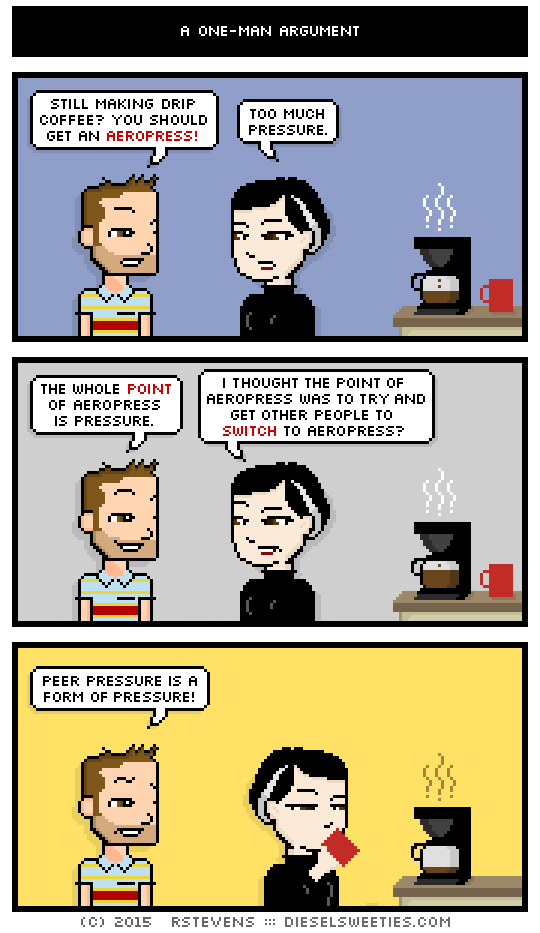 A ONE-MAN ARGUMENT
STILL MAKING DRIP
COFFEE? YOU SHOULD
GET AN AEROPRESS!
TOO MUCH
PRESSURE.
THE WHOLE POINT
OF AEROPRESS
IS PRESSURE.
I THOUGHT THE POINT OF
AEROPRESS WAS TO TRY AND
GET OTHER PEOPLE TO
SWITCH TO AEROPRESS?
PEER PRESSURE IS A
FORM OF PRESSURE!
(C) 2015 RSTEVENS ::: DIESELSWEETIES.COM